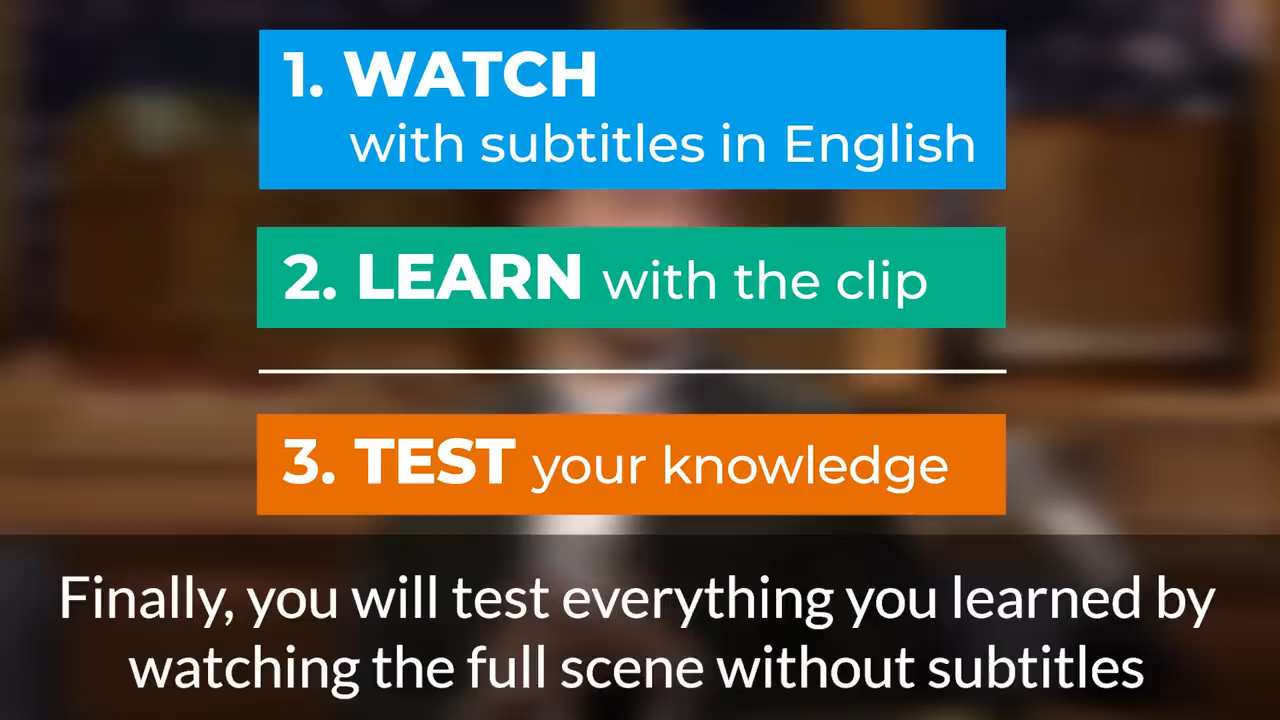 1. WATCH
with subtitles in English
2. LEARN with the clip
3. TEST your knowledge
Finally, you will test everything you learned by
watching the full scene without subtitles